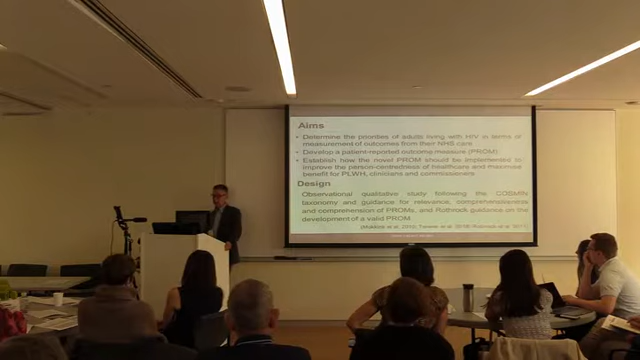 Aims
• Determine the priorities of adults living with HIV in terms of
measurement of outcomes from their NHS care
• Develop a patient-reported outcome measure (PROM)
• Establish how the novel PROM should be implemented to
improve the person-centredness of healthcare and maximise
benefit for PLWH, clinicians and commissioners
Design
Observational qualitative study following the COSMIN
taxonomy and guidance for relevance, comprehensiveness
and comprehension of PROMs, and Rothrock guidance on the
development of a valid PROM